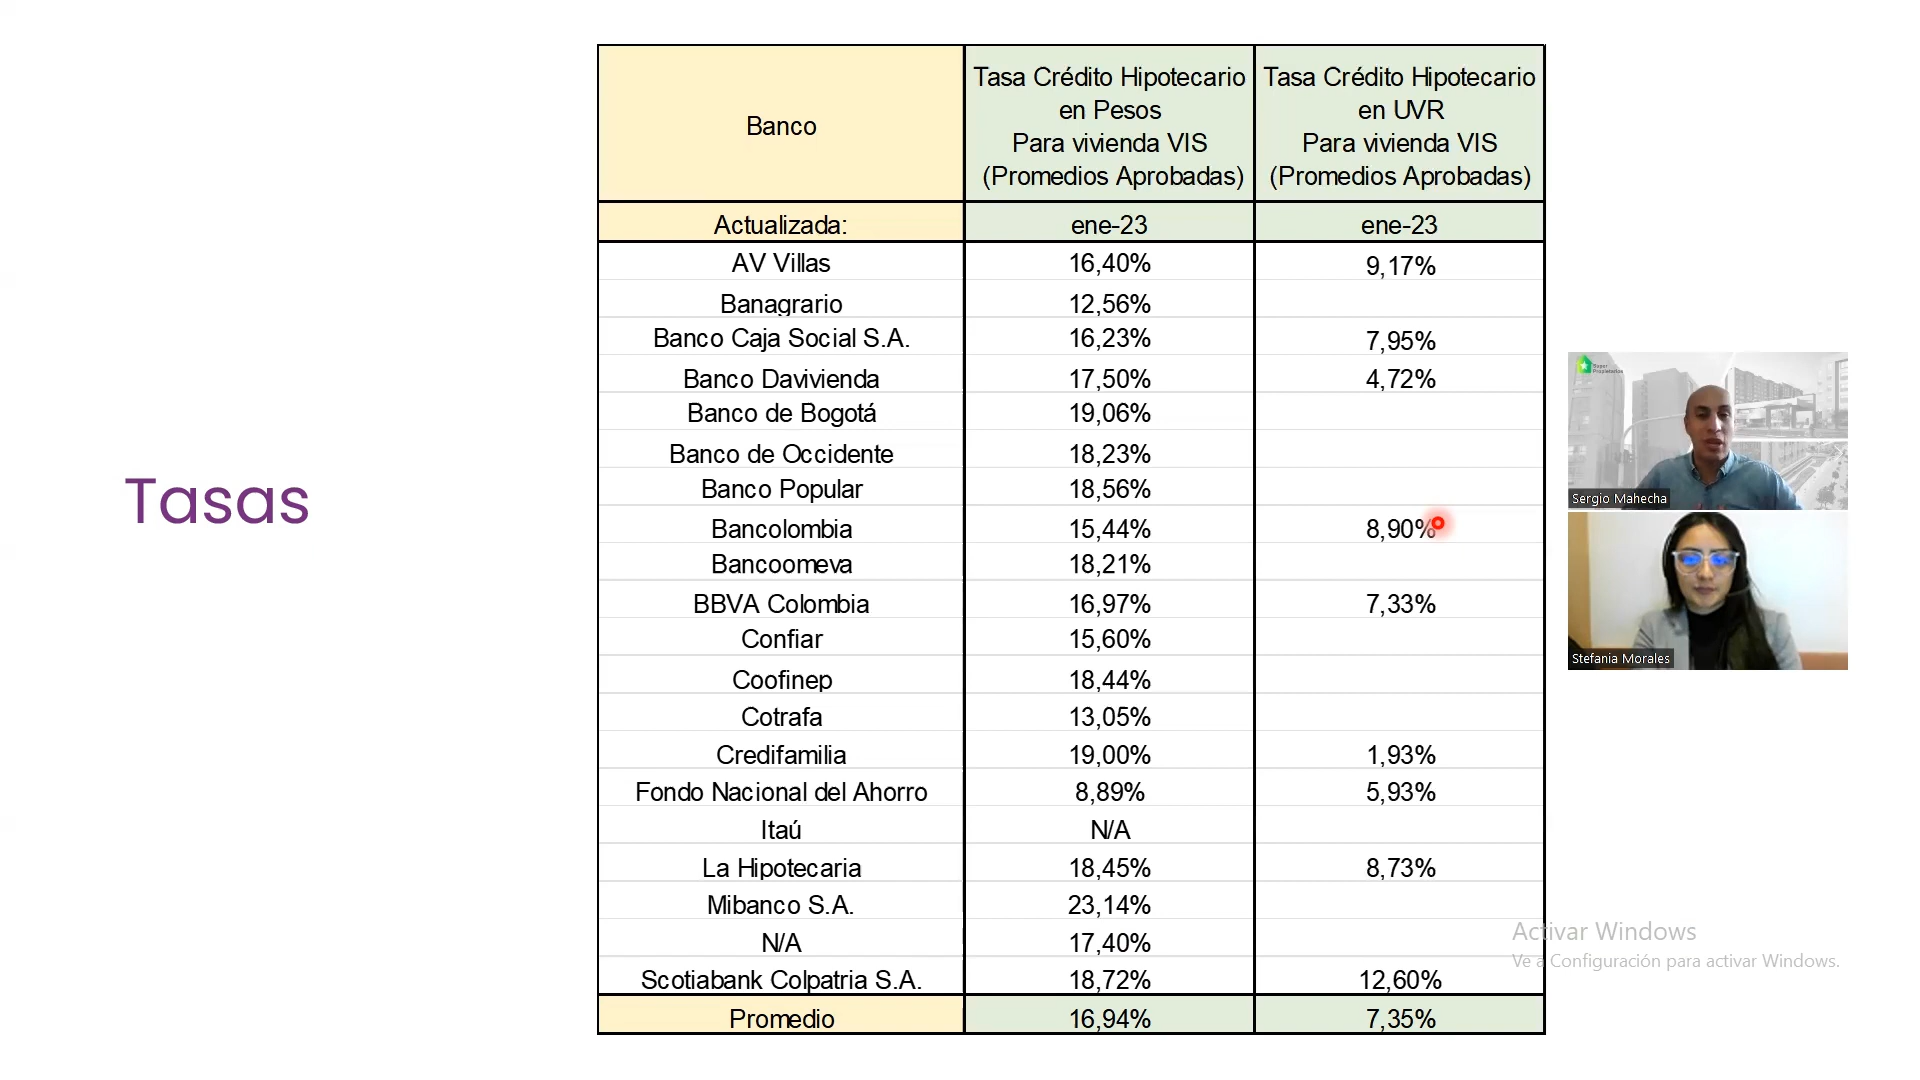 Tasas
Banco
Tasa Crédito Hipotecario
en Pesos
Para vivienda VIS
(Promedios Aprobadas)
Tasa Crédito Hipotecario
en UVR
Para vivienda VIS
(Promedios Aprobadas)
Actualizada: ene-23 ene-23
AV Villas 16,40% 9,17%
Banagrario 12,56%
Banco Caja Social S.A. 16,23% 7,95%
Banco Davivienda 17,50% 4,72%
Banco de Bogotá 19,06%
Banco de Occidente 18,23%
Banco Popular 18,56%
Bancolombia 15,44% 8,90%
Bancoomeva 18,21%
BBVA Colombia 16,97% 7,33%
Confiar 15,60%
Coofinep 18,44%
Cotrafa 13,05%
Credifamilia 19,00% 1,93%
Fondo Nacional del Ahorro 8,89% 5,93%
Itaú N/A
La Hipotecaria 18,45% 8,73%
Mibanco S.A. 23,14%
N/A 17,40%
Scotiabank Colpatria S.A. 18,72% 12,60%
Promedio 16,94% 7,35%
Super
Propietarios
Sergio Mahecha
Stefania Morales
Activar Windows
Ve a Configuración para activar Windows.